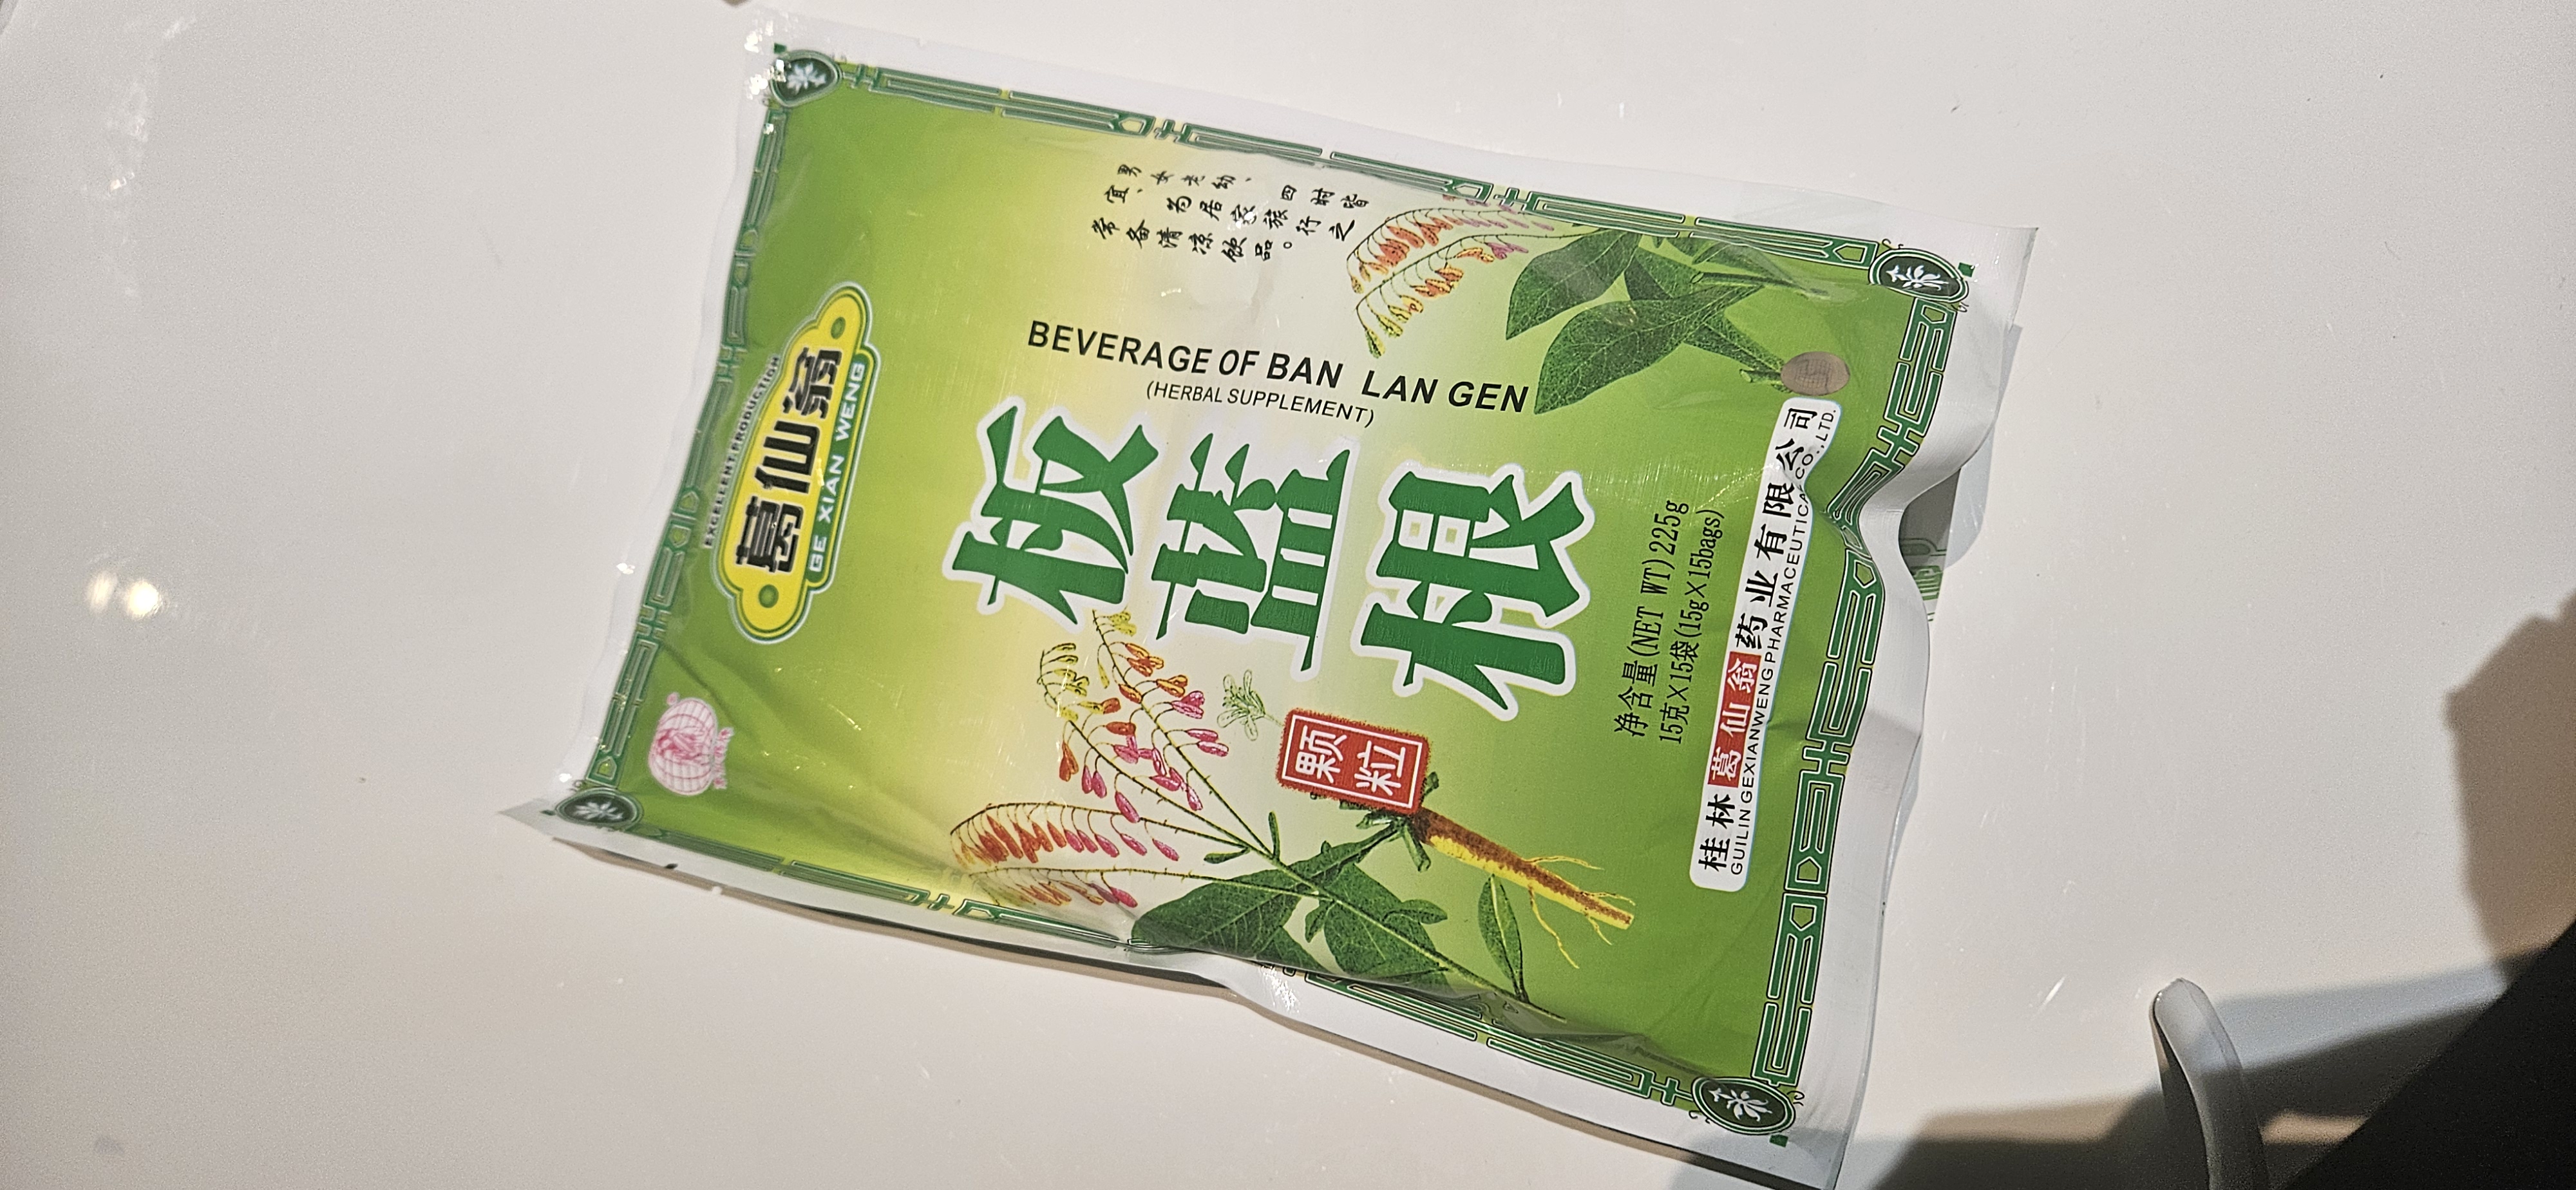 EXCELLENT PRODUCTION
葛仙翁
GE XIAN WENG
男女老幼、四时皆
宜、为居家旅行之
常备清凉饮品。
BEVERAGE OF BAN LAN GEN
(HERBAL SUPPLEMENT)
板蓝根
颗粒
净含量(NET WT)225g
15克×15袋(15g×15bags)
桂林葛仙翁药业有限公司
GUILIN GEXIANWENG PHARMACEUTICAL CO.,LTD.